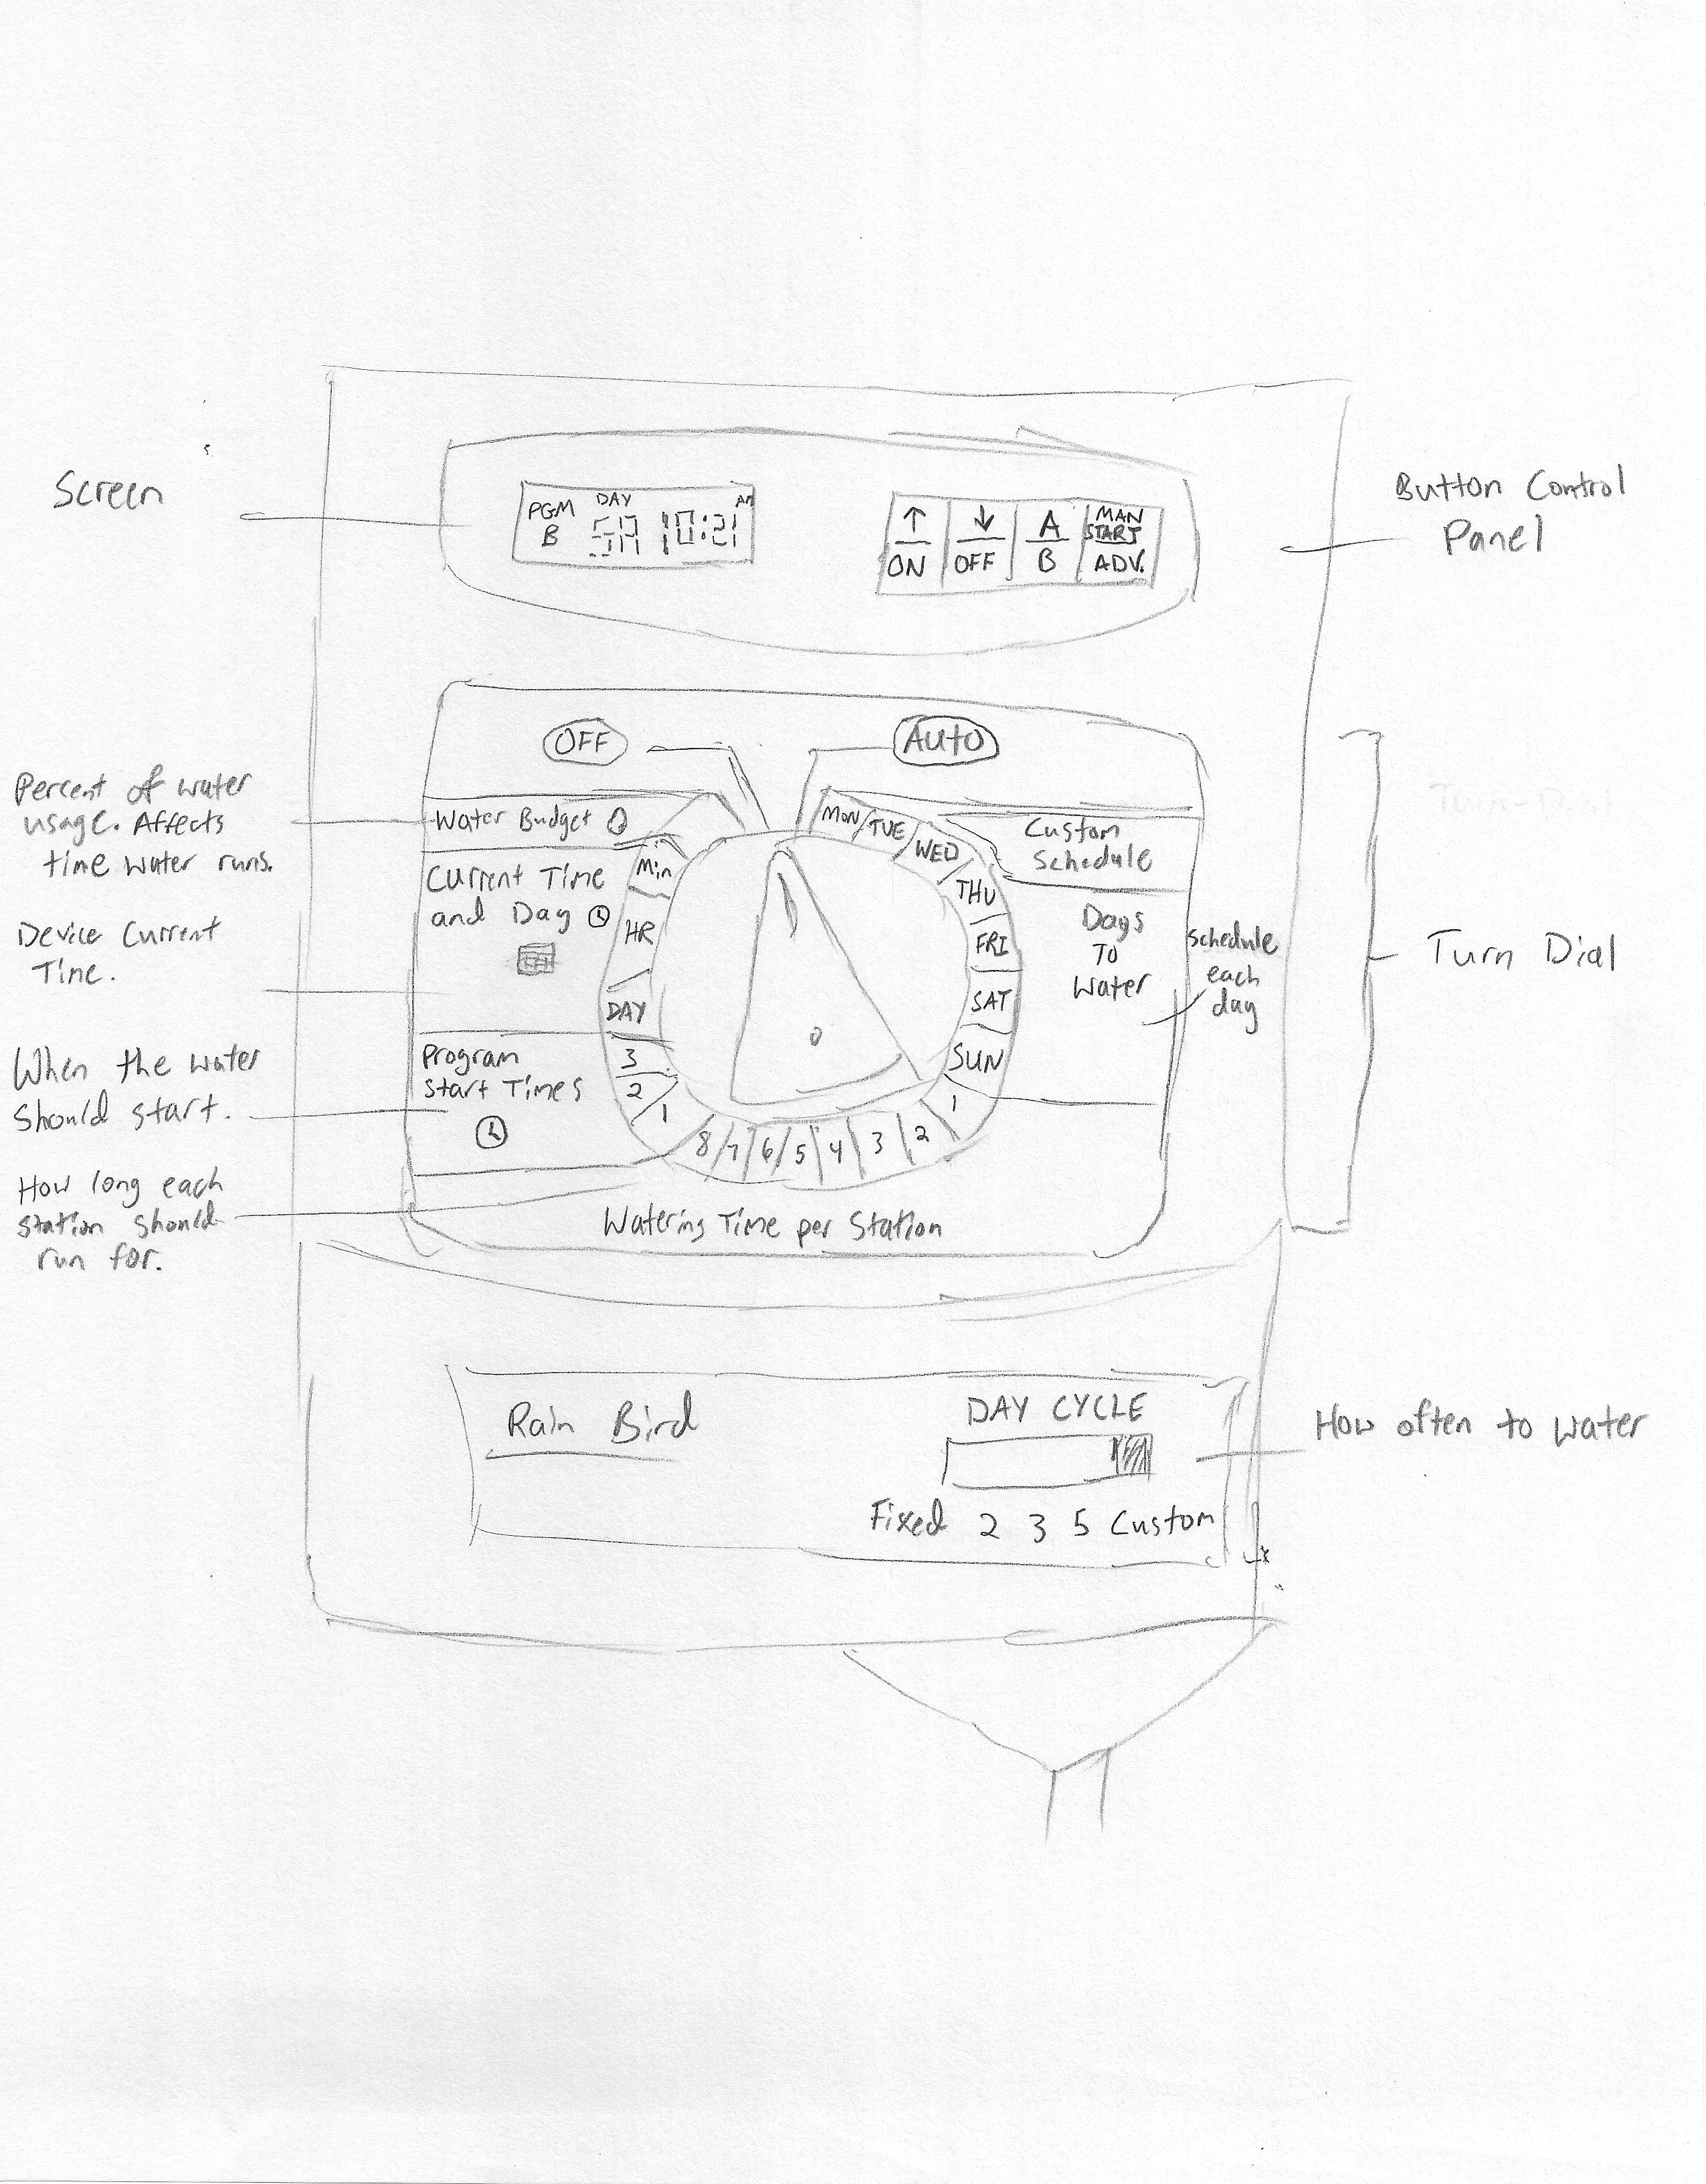 Screen
PGM
B
DAY
SA 10:21
AM
↑
ON
↓
OFF
A
B
MAN
START
ADV.
Button Control
Panel
OFF
AUTO
Percent of water
usage. Affects
time water runs.
Water Budget
Current Time
and Day
Device Current
Time.
Program
Start Times
When the water
should start.
How long each
station should
run for.
Min
HR
DAY
3
2
1
8 7 6 5 4 3 2 1
MON TUE
WED
THU
FRI
SAT
SUN
Custom
Schedule
Days
To
Water
Schedule
each
day
Turn Dial
Watering Time per Station
Rain Bird
DAY CYCLE
Fixed 2 3 5 Custom
How often to water